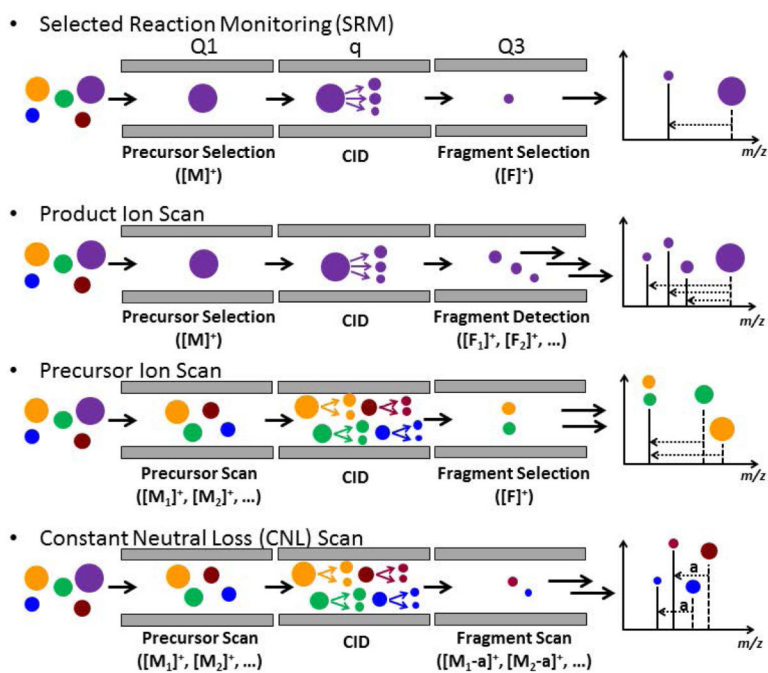 • Selected Reaction Monitoring (SRM)
Q1 q Q3
Precursor Selection
([M]⁺)
CID
Fragment Selection
([F]⁺)
m/z
• Product Ion Scan
Precursor Selection
([M]⁺)
CID
Fragment Detection
([F₁]⁺, [F₂]⁺, ...)
m/z
• Precursor Ion Scan
Precursor Scan
([M₁]⁺, [M₂]⁺, ...)
CID
Fragment Selection
([F]⁺)
m/z
• Constant Neutral Loss (CNL) Scan
Precursor Scan
([M₁]⁺, [M₂]⁺, ...)
CID
Fragment Scan
([M₁-a]⁺, [M₂-a]⁺, ...)
a
a
m/z